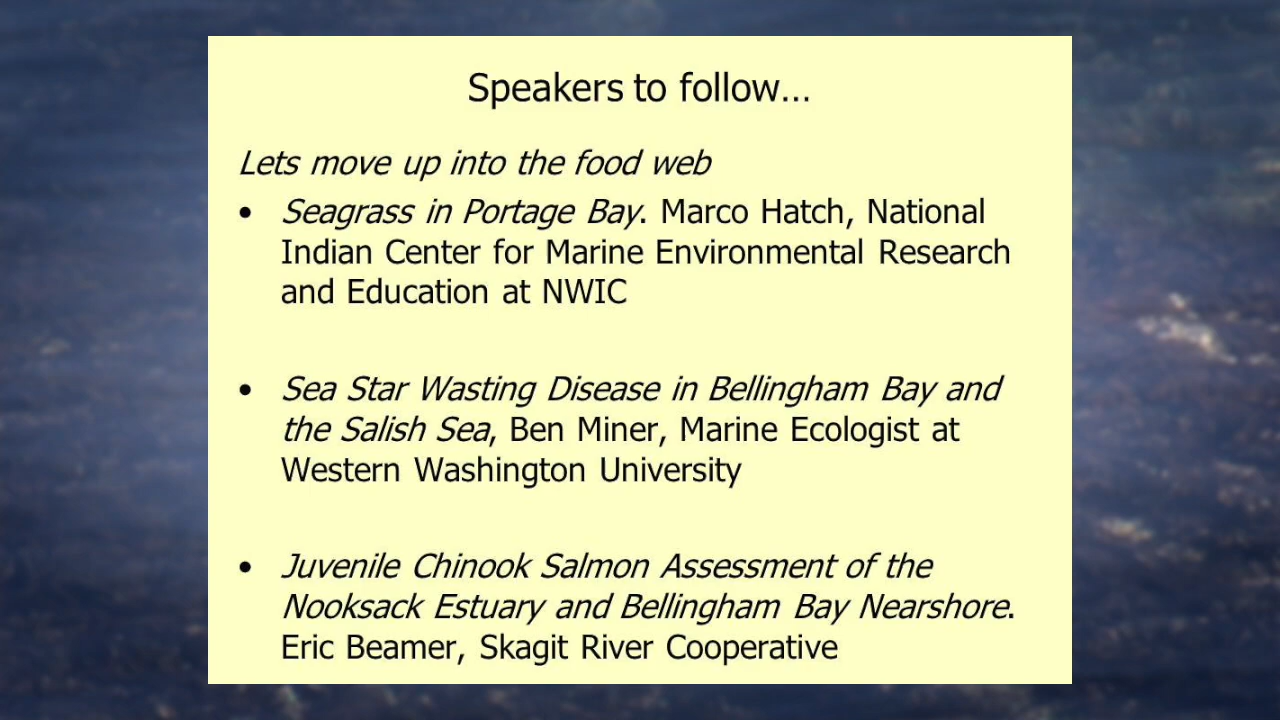 Speakers to follow...
Lets move up into the food web
• Seagrass in Portage Bay. Marco Hatch, National
Indian Center for Marine Environmental Research
and Education at NWIC
• Sea Star Wasting Disease in Bellingham Bay and
the Salish Sea, Ben Miner, Marine Ecologist at
Western Washington University
• Juvenile Chinook Salmon Assessment of the
Nooksack Estuary and Bellingham Bay Nearshore.
Eric Beamer, Skagit River Cooperative